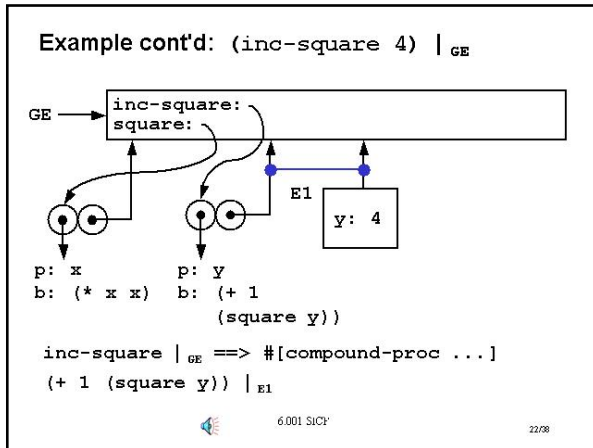 Example cont'd: (inc-square 4) | GE
GE
inc-square:
square:
E1
y: 4
p: x
b: (* x x)
p: y
b: (+ 1
(square y))
inc-square | GE ==> #[compound-proc ...]
(+ 1 (square y)) | E1
6.001 SICP
22/38